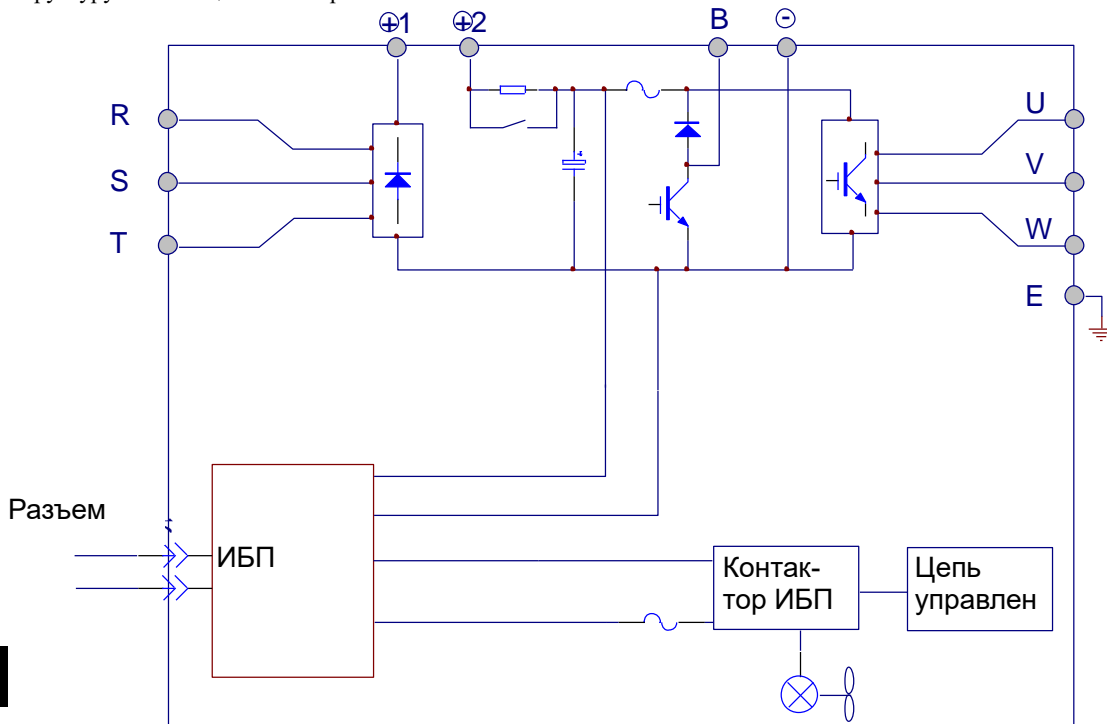 ⊕1
⊕2
B
⊖
R
S
T
U
V
W
E
Разъем
ИБП
Контак-
тор ИБП
Цепь
управлен